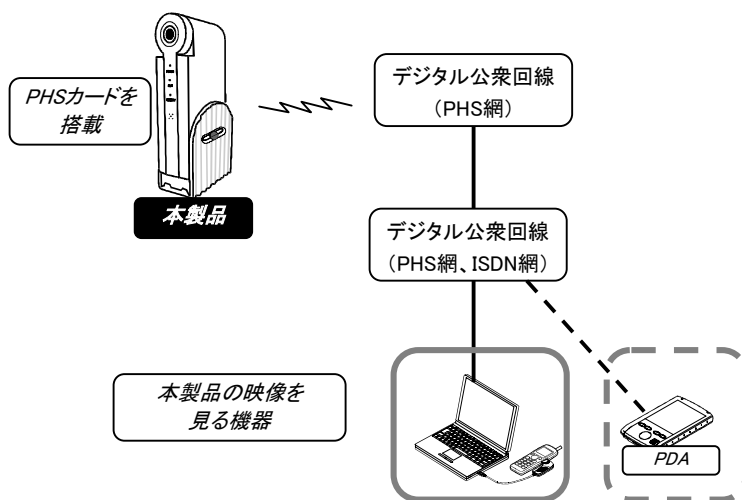 PHSカードを
搭載
本製品
デジタル公衆回線
（PHS網）
デジタル公衆回線
（PHS網、ISDN網）
本製品の映像を
見る機器
PDA